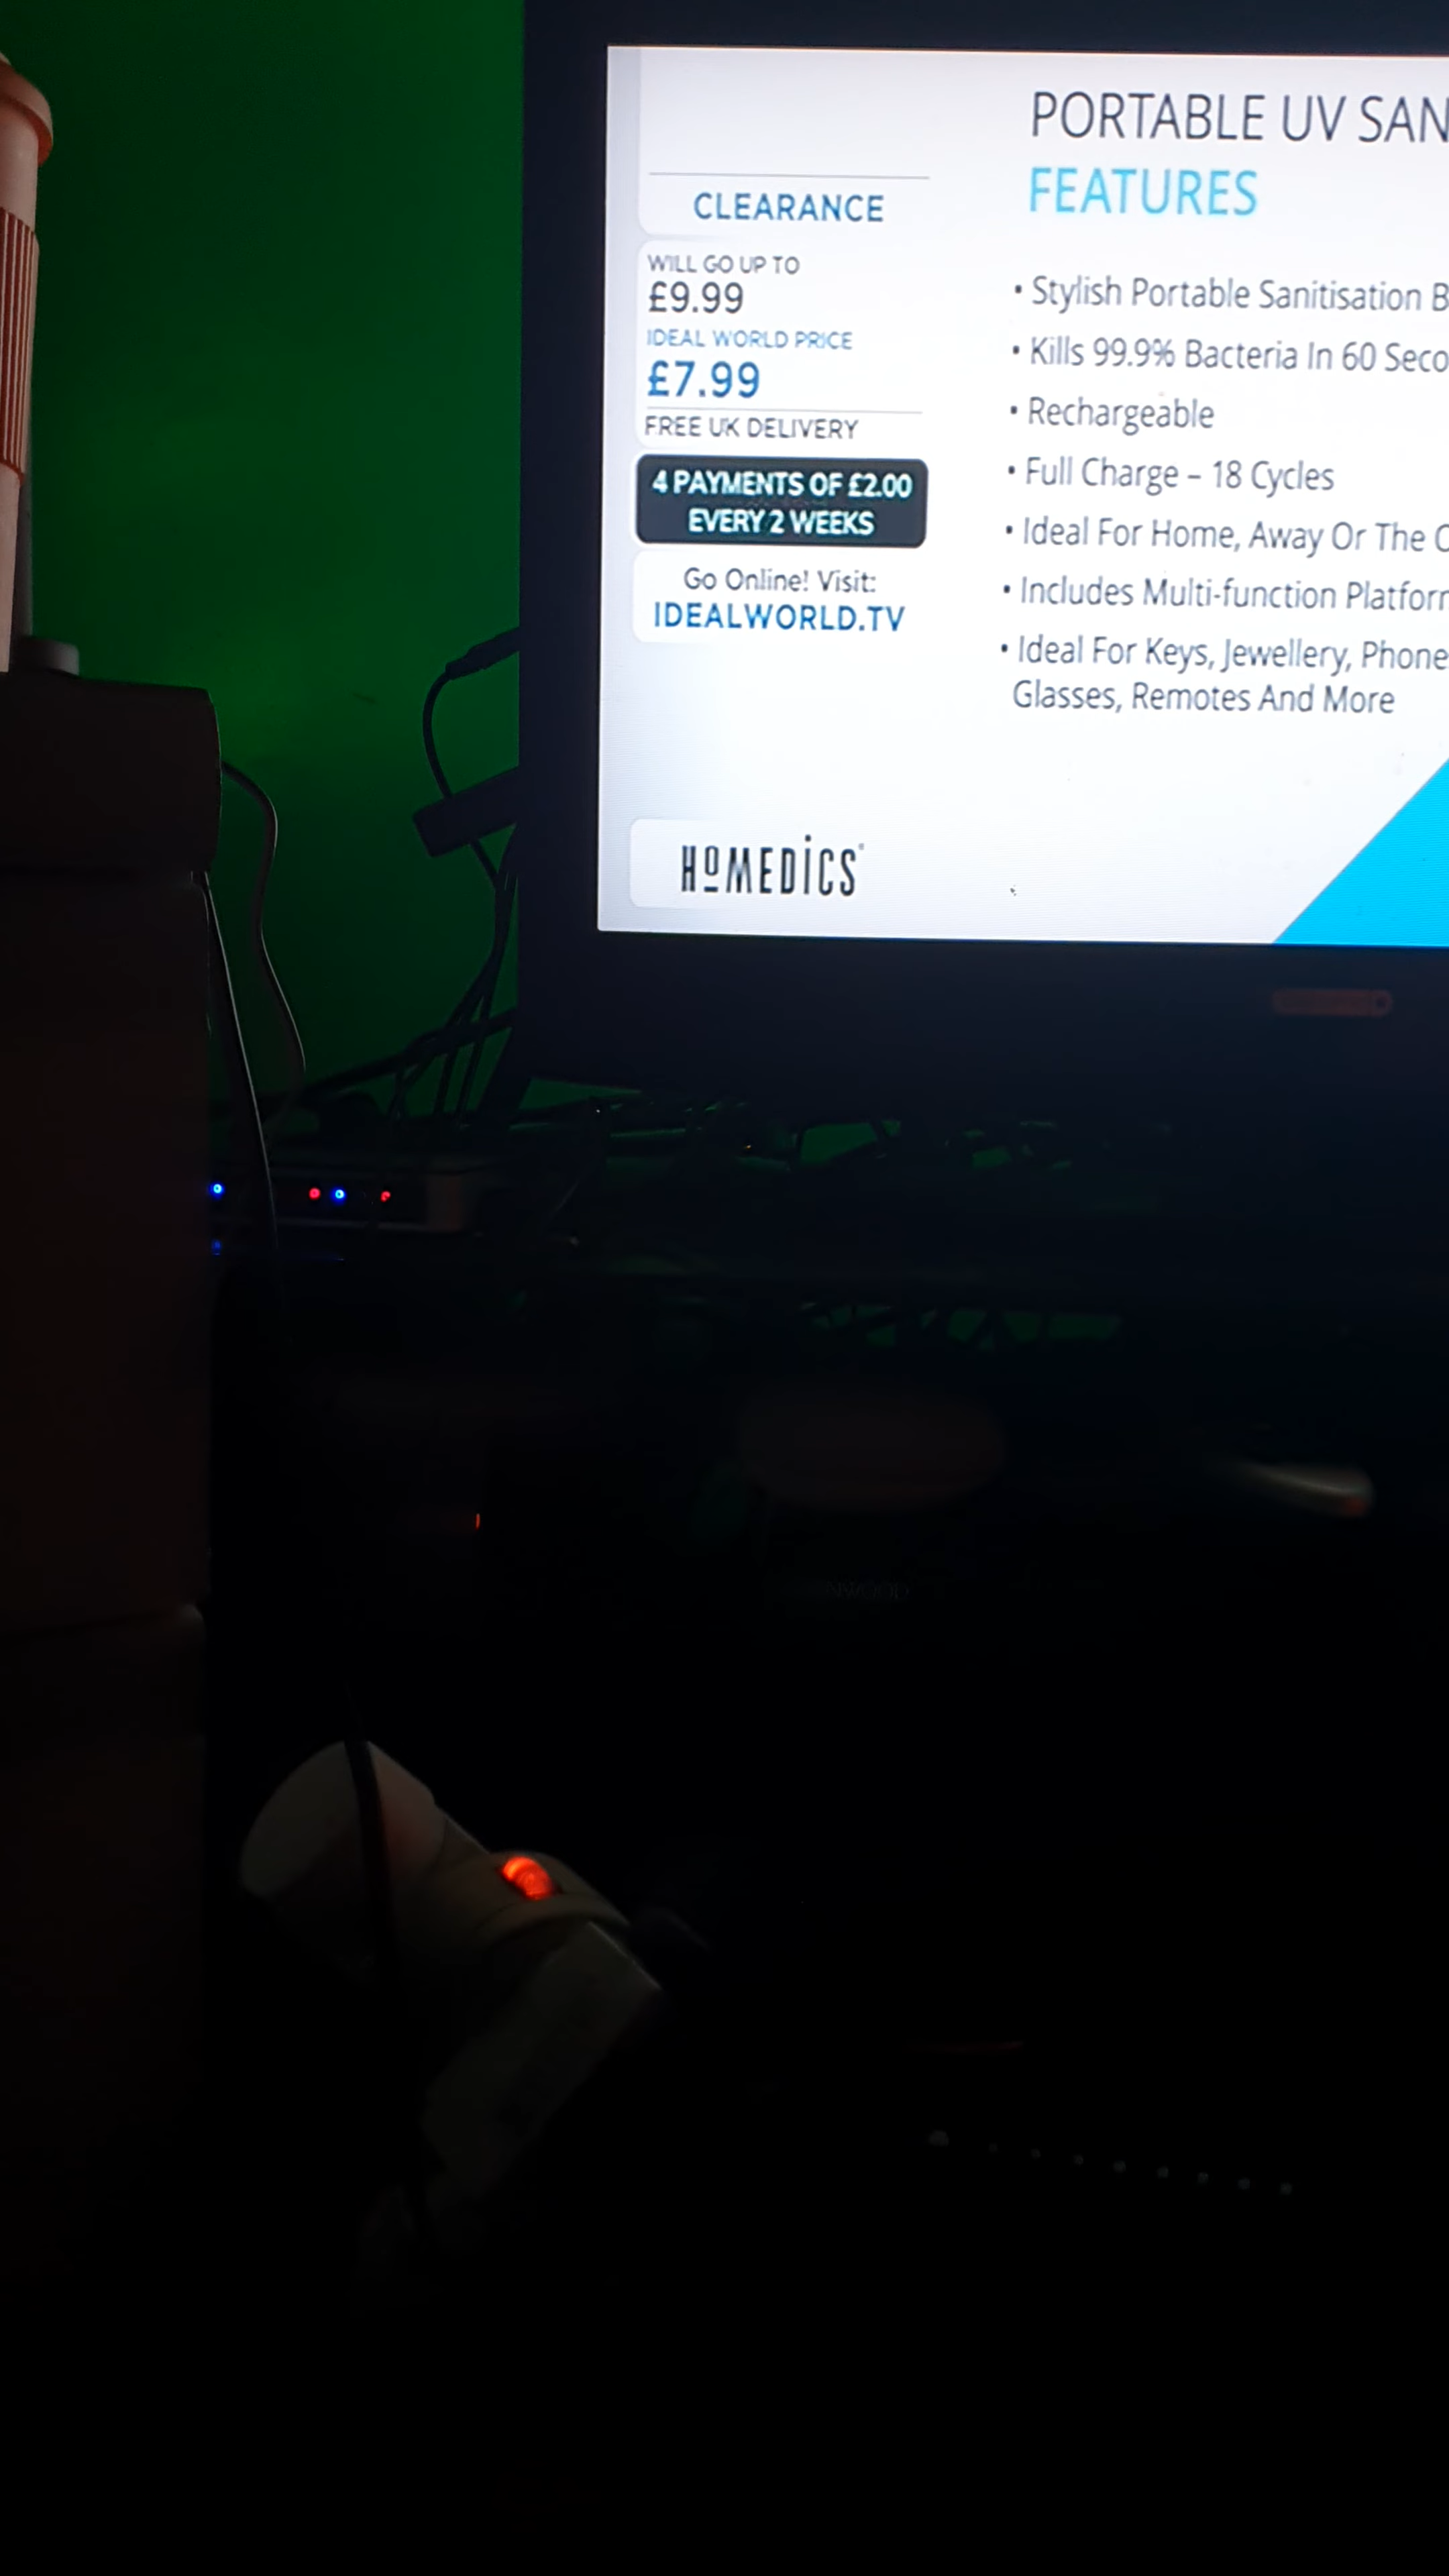 CLEARANCE
WILL GO UP TO
£9.99
IDEAL WORLD PRICE
£7.99
FREE UK DELIVERY
4 PAYMENTS OF £2.00
EVERY 2 WEEKS
Go Online! Visit:
IDEALWORLD.TV
HOMEDICS
PORTABLE UV SAN
FEATURES
• Stylish Portable Sanitisation B
• Kills 99.9% Bacteria In 60 Seco
• Rechargeable
• Full Charge – 18 Cycles
• Ideal For Home, Away Or The O
• Includes Multi-function Platfor
• Ideal For Keys, Jewellery, Phone
Glasses, Remotes And More